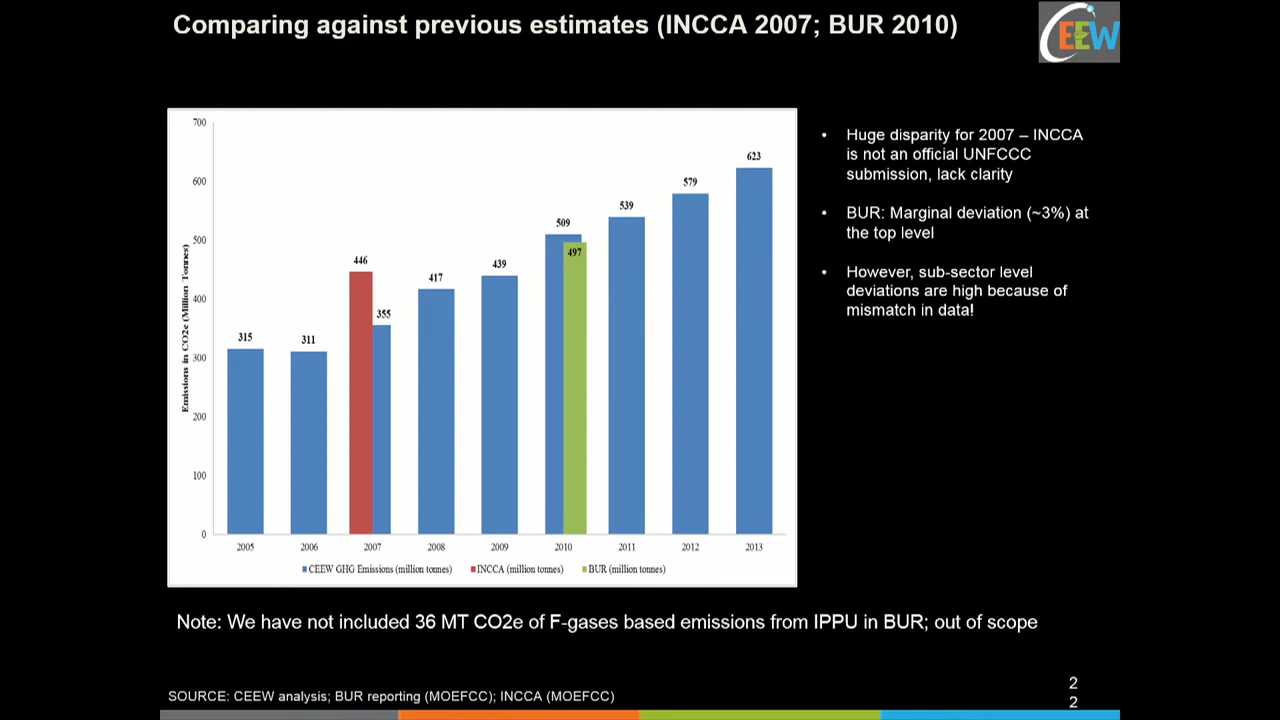 Comparing against previous estimates (INCCA 2007; BUR 2010)
CEEW
700
600
500
400
300
200
100
0
Emissions in CO2e (Million Tonnes)
315
311
446
355
417
439
509
497
539
579
623
2005 2006 2007 2008 2009 2010 2011 2012 2013
CEEW GHG Emissions (million tonnes) INCCA (million tonnes) BUR (million tonnes)
• Huge disparity for 2007 – INCCA
is not an official UNFCCC
submission, lack clarity
• BUR: Marginal deviation (~3%) at
the top level
• However, sub-sector level
deviations are high because of
mismatch in data!
Note: We have not included 36 MT CO2e of F-gases based emissions from IPPU in BUR; out of scope
SOURCE: CEEW analysis; BUR reporting (MOEFCC); INCCA (MOEFCC)
2
2